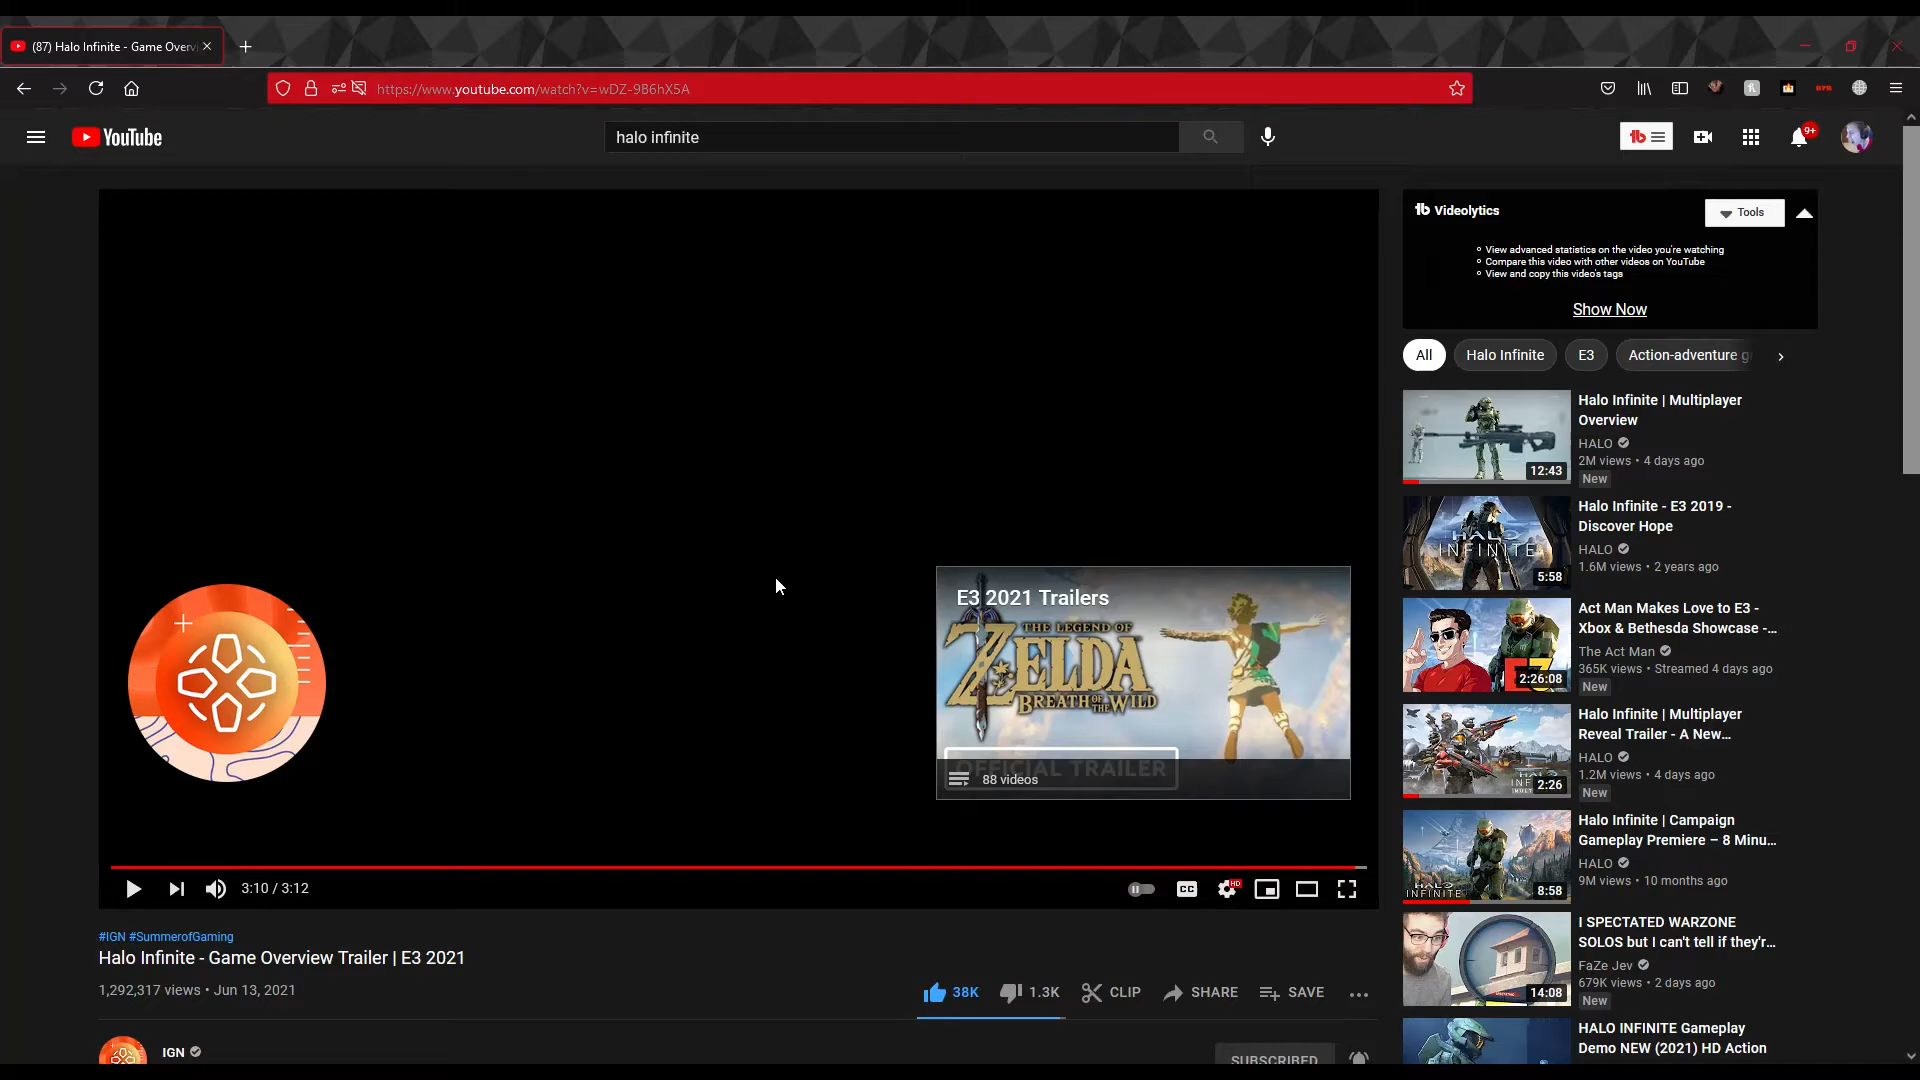 (87) Halo Infinite - Game Overv
https://www.youtube.com/watch?v=wDZ-9B6hX5A
YouTube
halo infinite
9+
Videolytics
Tools
View advanced statistics on the video you're watching
Compare this video with other videos on YouTube
View and copy this video's tags
Show Now
All
Halo Infinite
E3
Action-adventure g
Halo Infinite | Multiplayer
Overview
HALO
2M views • 4 days ago
New
12:43
Halo Infinite - E3 2019 -
Discover Hope
HALO
1.6M views • 2 years ago
HALO
INFINITE
5:58
Act Man Makes Love to E3 -
Xbox & Bethesda Showcase -...
The Act Man
365K views • Streamed 4 days ago
New
2:26:08
Halo Infinite | Multiplayer
Reveal Trailer - A New...
HALO
1.2M views • 4 days ago
New
2:26
Halo Infinite | Campaign
Gameplay Premiere – 8 Minu...
HALO
9M views • 10 months ago
HALO
INFINITE
8:58
I SPECTATED WARZONE
SOLOS but I can't tell if they'r...
FaZe Jev
679K views • 2 days ago
New
14:08
HALO INFINITE Gameplay
Demo NEW (2021) HD Action
E3 2021 Trailers
THE LEGEND OF
ZELDA
BREATH OF THE WILD
OFFICIAL TRAILER
88 videos
3:10 / 3:12
CC
HD
#IGN #SummerofGaming
Halo Infinite - Game Overview Trailer | E3 2021
1,292,317 views • Jun 13, 2021
38K
1.3K
CLIP
SHARE
SAVE
IGN
SUBSCRIBED